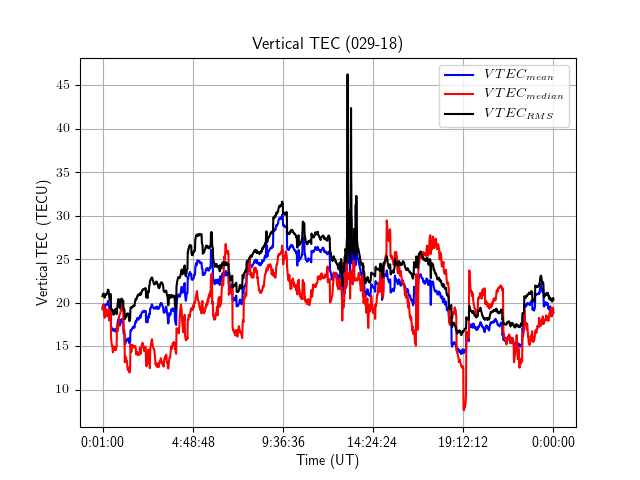 Vertical TEC (029-18)
VTEC_mean
VTEC_median
VTEC_RMS
Vertical TEC (TECU)
45
40
35
30
25
20
15
10
0:01:00 4:48:48 9:36:36 14:24:24 19:12:12 0:00:00
Time (UT)